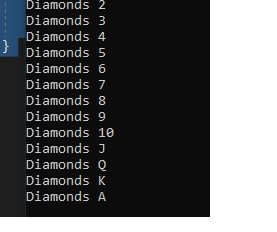 Diamonds 2
Diamonds 3
Diamonds 4
} Diamonds 5
Diamonds 6
Diamonds 7
Diamonds 8
Diamonds 9
Diamonds 10
Diamonds J
Diamonds Q
Diamonds K
Diamonds A